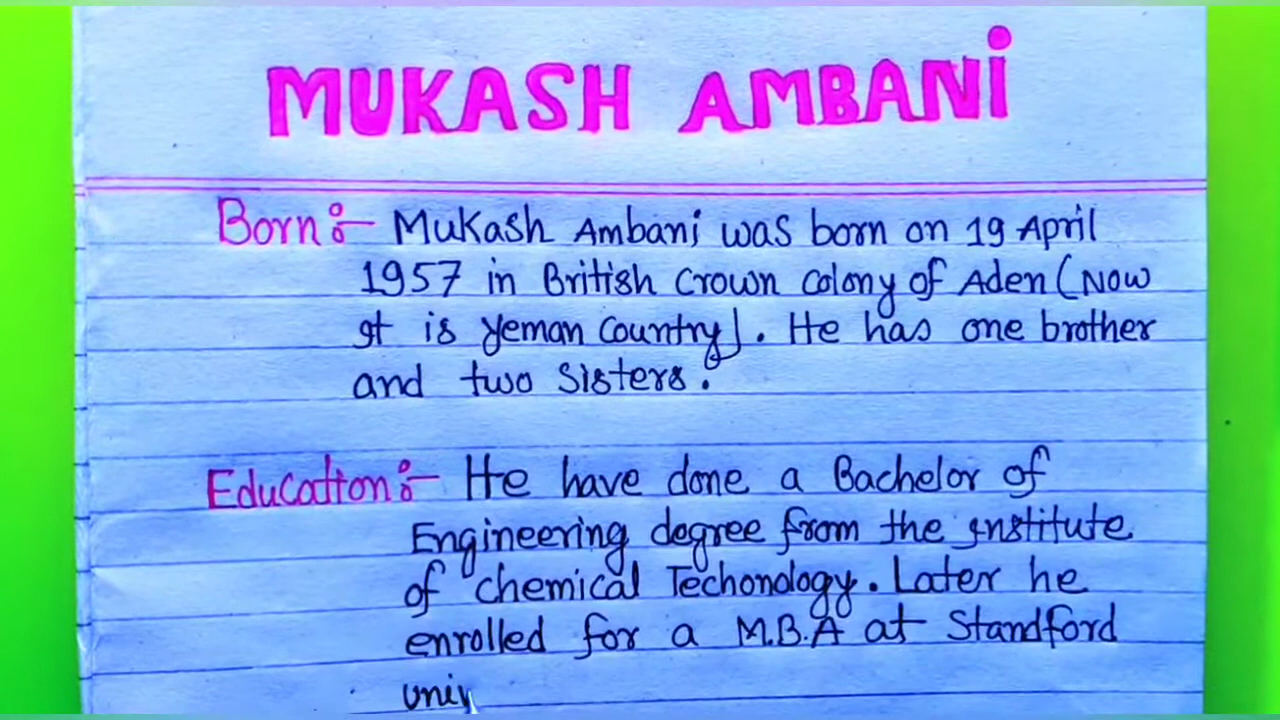 MUKASH AMBANi
Born :- Mukash Ambani was born on 19 April
1957 in British Crown Colony of Aden (Now
It is Yeman Country). He has one brother
and two Sisters.
Education :- He have done a Bachelor of
Engineering degree from the Institute
of chemical Techonology. Later he
enrolled for a M.B.A at Standford
univ